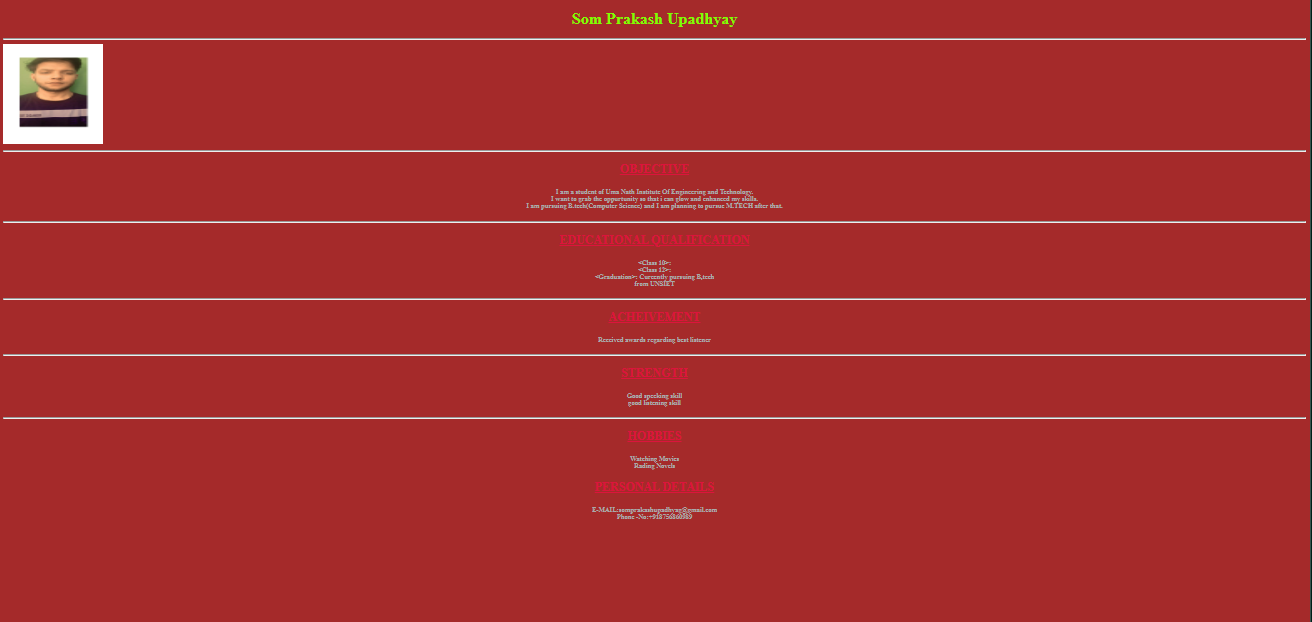 Som Prakash Upadhyay
OBJECTIVE
I am a student of Uma Nath Institute Of Engineering and Technology.
I want to grab the oppurtunity so that i can glow and enhanced my skills.
I am pursuing B.tech(Computer Science) and I am planning to pursue M.TECH after that.
EDUCATIONAL QUALIFICATION
<Class 10>:
<Class 12>:
<Graduation>: Currently pursuing B,tech
from UNSIET
ACHEIVEMENT
Received awards regarding best listener
STRENGTH
Good specking skill
good listening skill
HOBBIES
Watching Movies
Rading Novels
PERSONAL DETAILS
E-MAIL:somprakashupadhyag@gmail.com
Phone -No:+918756860989